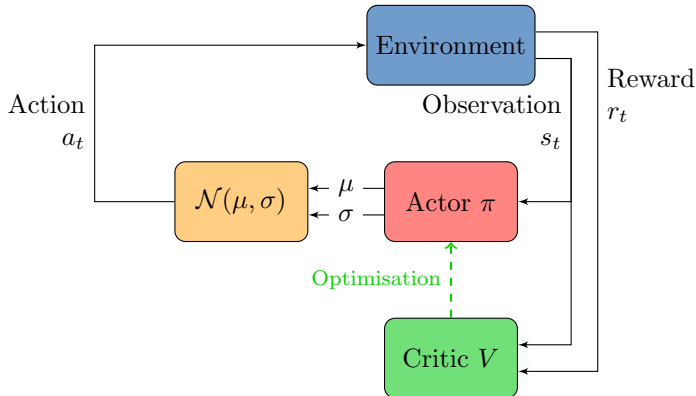 Environment
Action
a_t
Observation
s_t
Reward
r_t
𝒩(μ, σ)
μ
σ
Actor π
Optimisation
Critic V